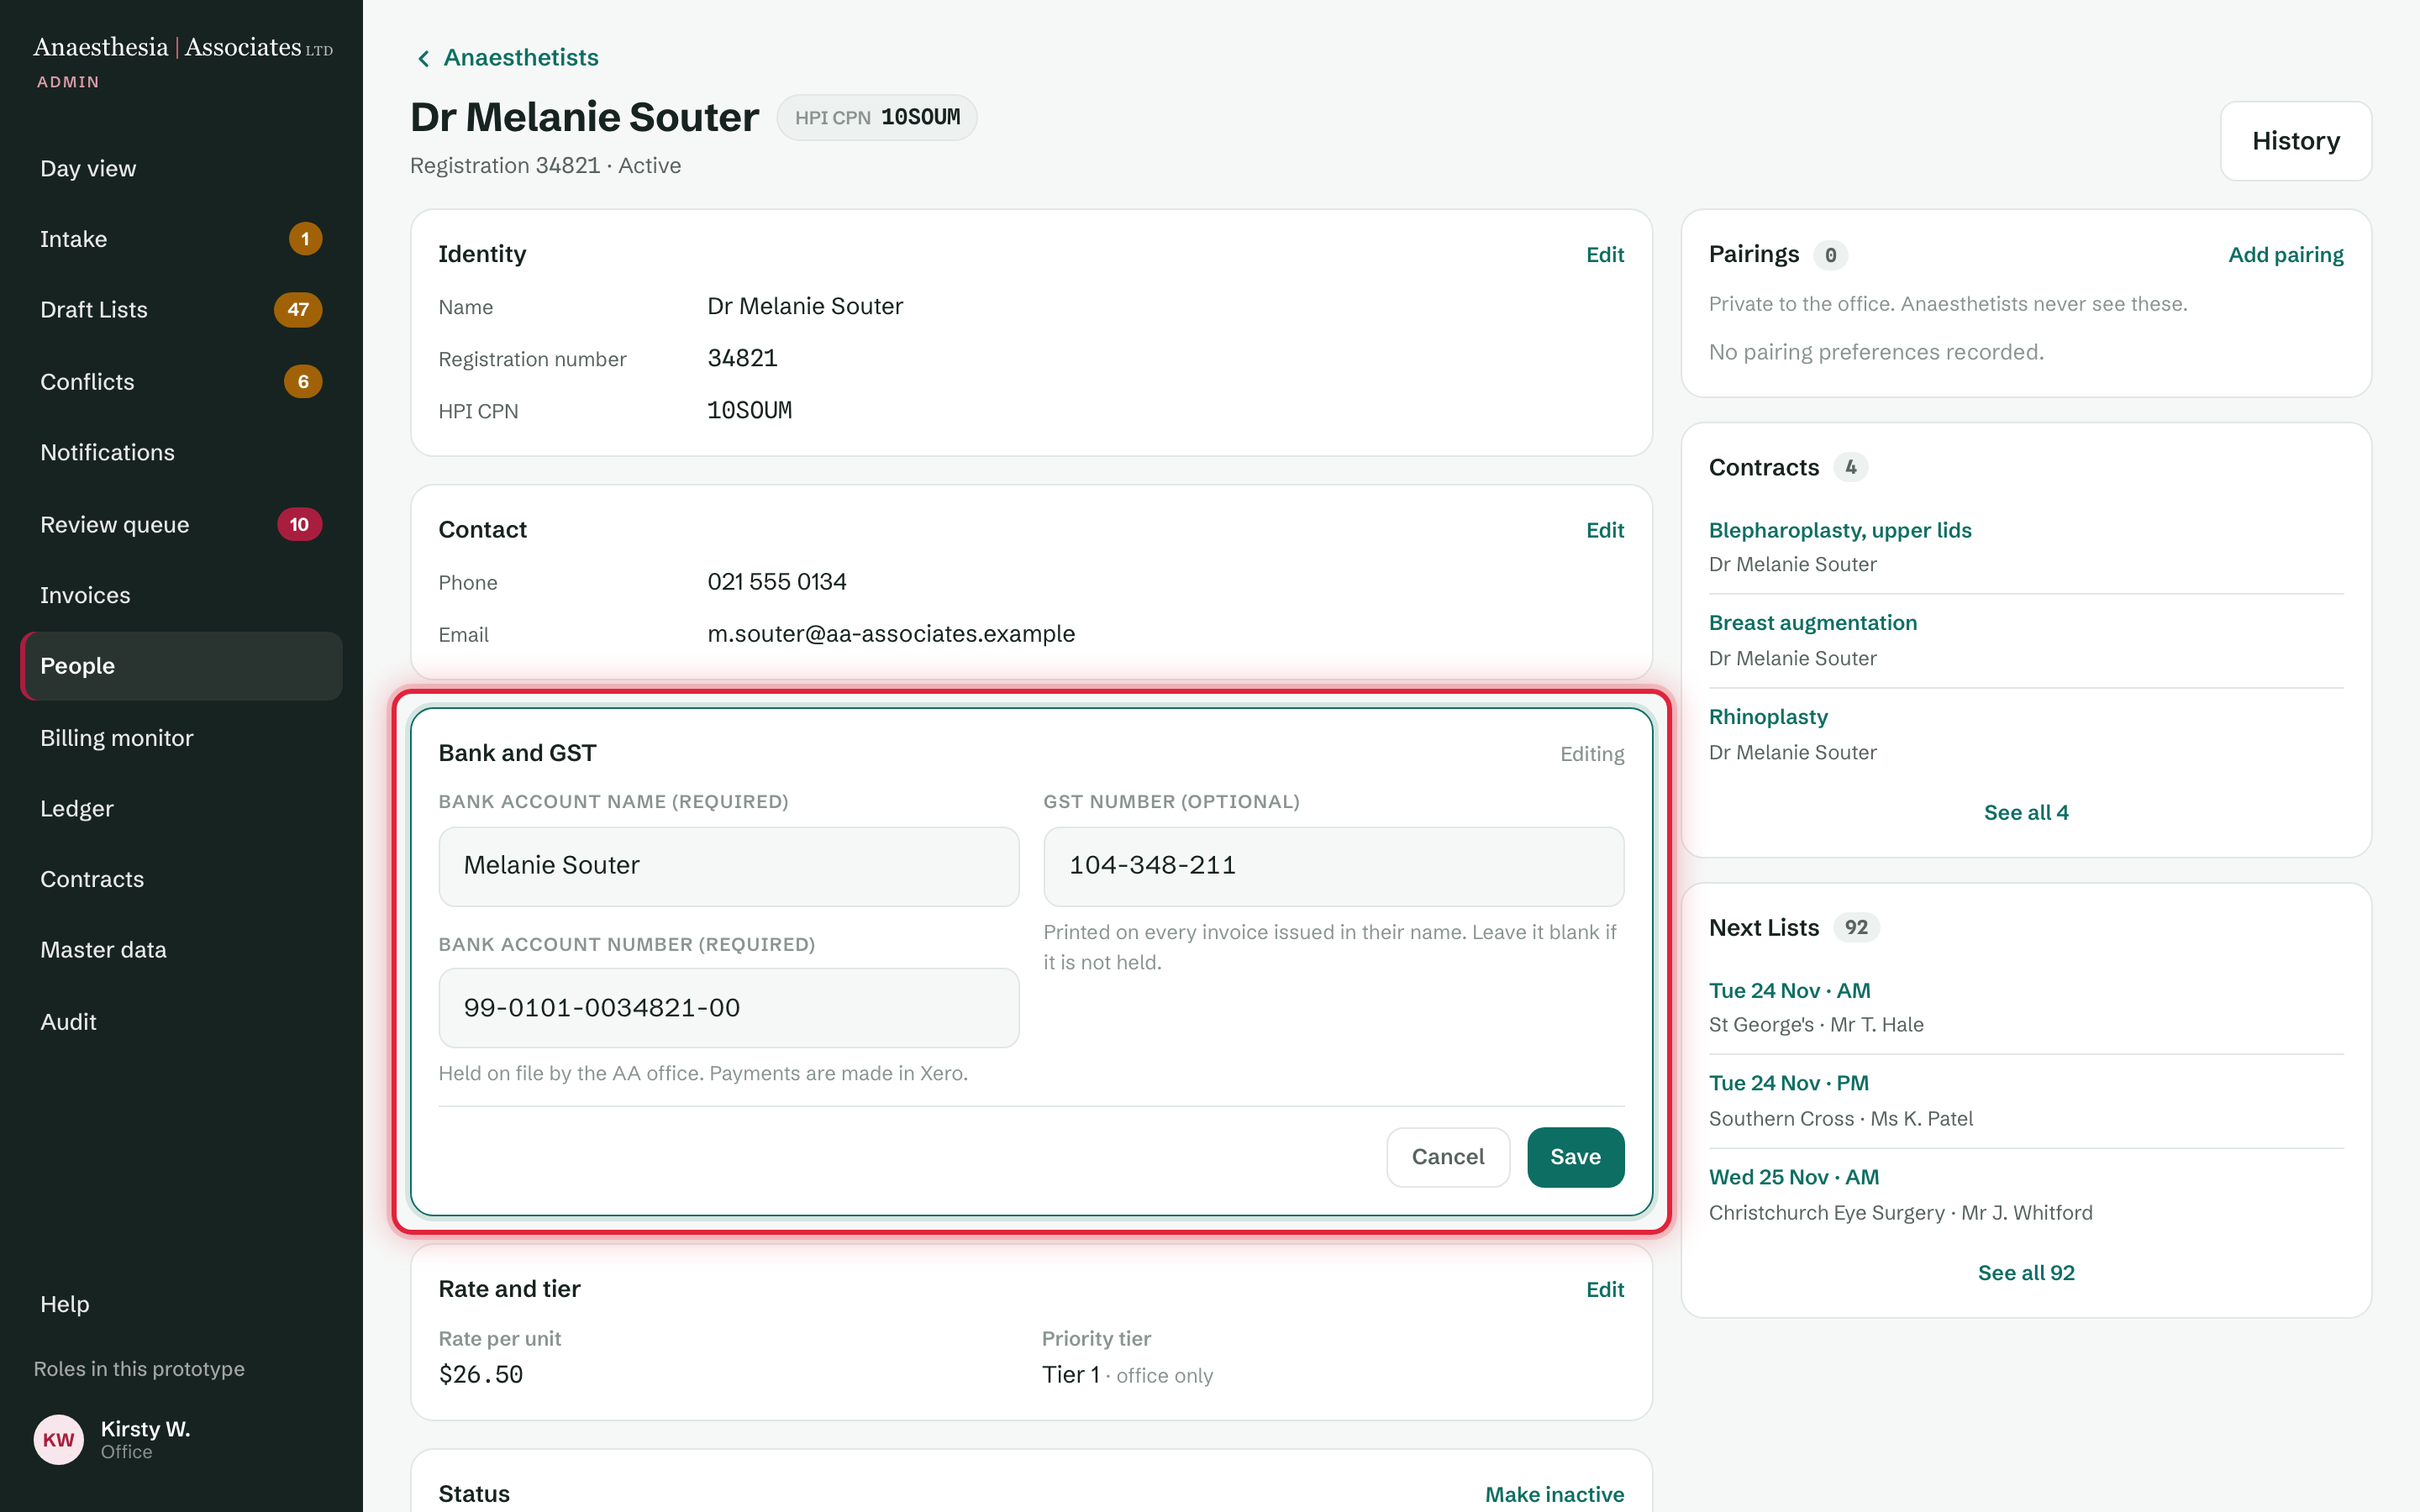 Anaesthesia | Associates LTD
ADMIN
Day view
Intake 1
Draft Lists 47
Conflicts 6
Notifications
Review queue 10
Invoices
People
Billing monitor
Ledger
Contracts
Master data
Audit
Help
Roles in this prototype
KW Kirsty W.
Office
Anaesthetists
Dr Melanie Souter HPI CPN 10SOUM
Registration 34821 · Active
History
Identity Edit
Name Dr Melanie Souter
Registration number 34821
HPI CPN 10SOUM
Contact Edit
Phone 021 555 0134
Email m.souter@aa-associates.example
Bank and GST Editing
BANK ACCOUNT NAME (REQUIRED)
Melanie Souter
BANK ACCOUNT NUMBER (REQUIRED)
99-0101-0034821-00
Held on file by the AA office. Payments are made in Xero.
GST NUMBER (OPTIONAL)
104-348-211
Printed on every invoice issued in their name. Leave it blank if
it is not held.
Cancel Save
Rate and tier Edit
Rate per unit
$26.50
Priority tier
Tier 1 · office only
Status Make inactive
Pairings 0 Add pairing
Private to the office. Anaesthetists never see these.
No pairing preferences recorded.
Contracts 4
Blepharoplasty, upper lids
Dr Melanie Souter
Breast augmentation
Dr Melanie Souter
Rhinoplasty
Dr Melanie Souter
See all 4
Next Lists 92
Tue 24 Nov · AM
St George's · Mr T. Hale
Tue 24 Nov · PM
Southern Cross · Ms K. Patel
Wed 25 Nov · AM
Christchurch Eye Surgery · Mr J. Whitford
See all 92